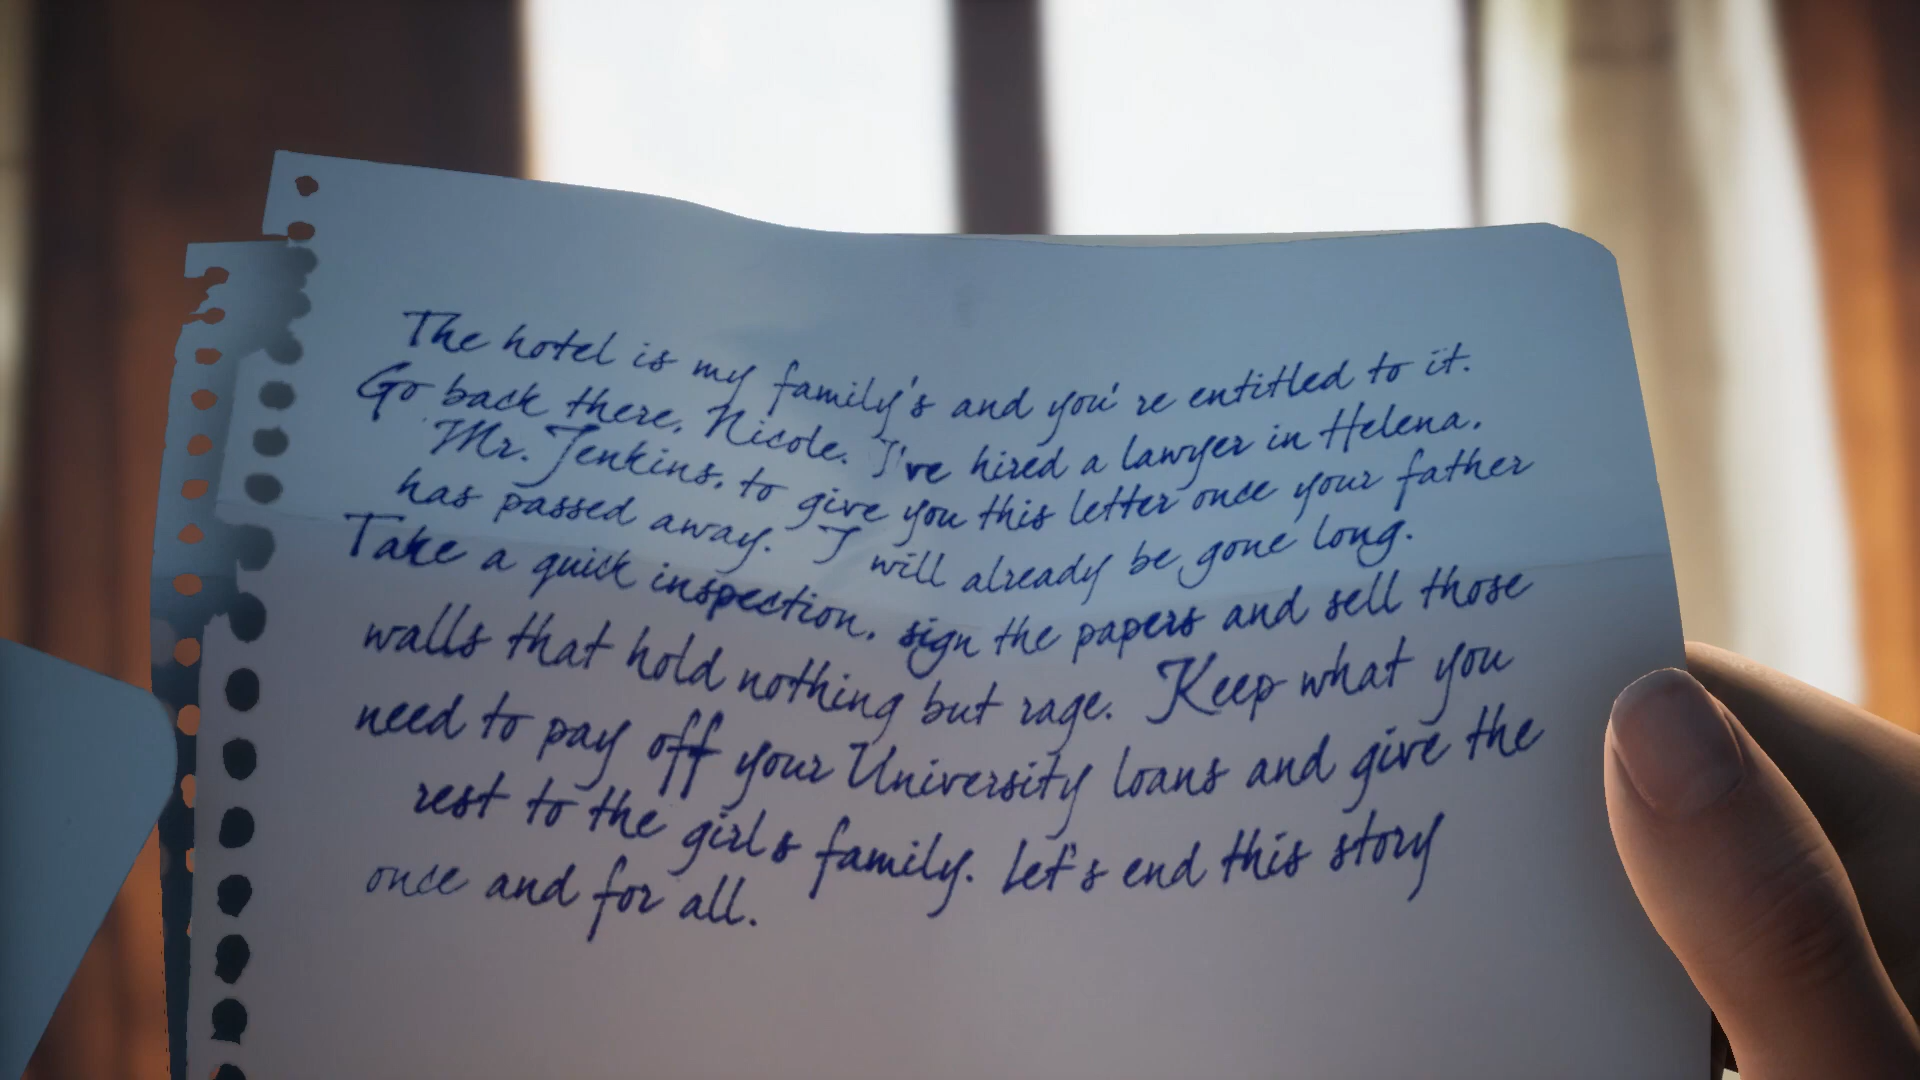 The hotel is my family's and you're entitled to it.
Go back there, Nicole. I've hired a lawyer in Helena,
Mr. Jenkins, to give you this letter once your father
has passed away. I will already be gone long.
Take a quick inspection, sign the papers and sell those
walls that hold nothing but rage. Keep what you
need to pay off your University loans and give the
rest to the girls family. Let's end this story
once and for all.